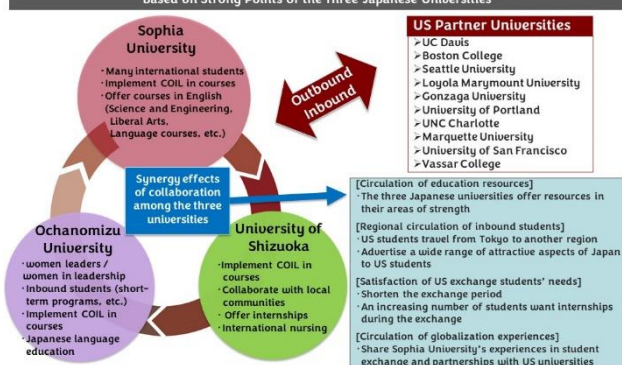 Based on Strong Points of the Three Japanese Universities
Sophia
University
・Many international students
・Implement COIL in courses
・Offer courses in English
(Science and Engineering,
Liberal Arts,
Language courses, etc.)
Outbound
Inbound
US Partner Universities
➢UC Davis
➢Boston College
➢Seattle University
➢Loyola Marymount University
➢Gonzaga University
➢University of Portland
➢UNC Charlotte
➢Marquette University
➢University of San Francisco
➢Vassar College
Synergy effects
of collaboration
among the three
universities
Ochanomizu
University
・women leaders /
women in leadership
・Inbound students (short-
term programs, etc.)
・Implement COIL in
courses
・Japanese language
education
University of
Shizuoka
・Implement COIL in
courses
・Collaborate with local
communities
・Offer internships
・International nursing
[Circulation of education resources]
・The three Japanese universities offer resources in
their areas of strength
[Regional circulation of inbound students]
・US students travel from Tokyo to another region
・Advertise a wide range of attractive aspects of Japan
to US students
[Satisfaction of US exchange students' needs]
・Shorten the exchange period
・An increasing number of students want internships
during the exchange
[Circulation of globalization experiences]
・Share Sophia University's experiences in student
exchange and partnerships with US universities